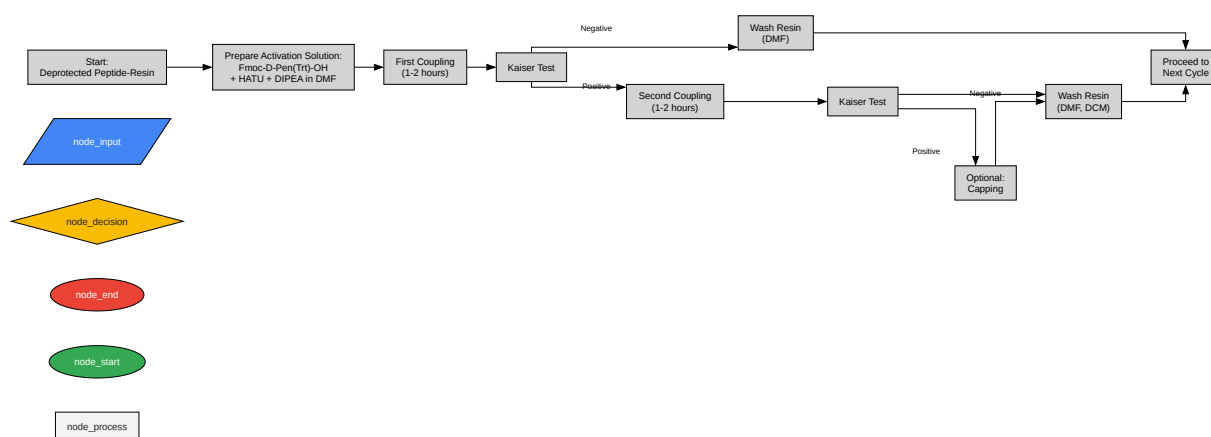 Start:
Deprotected Peptide-Resin
Prepare Activation Solution:
Fmoc-D-Pen(Trt)-OH
+ HATU + DIPEA in DMF
First Coupling
(1-2 hours)
Kaiser Test
Negative
Positive
Wash Resin
(DMF)
Second Coupling
(1-2 hours)
Kaiser Test
Negative
Positive
Optional:
Capping
Wash Resin
(DMF, DCM)
Proceed to
Next Cycle
node_input
node_decision
node_end
node_start
node_process